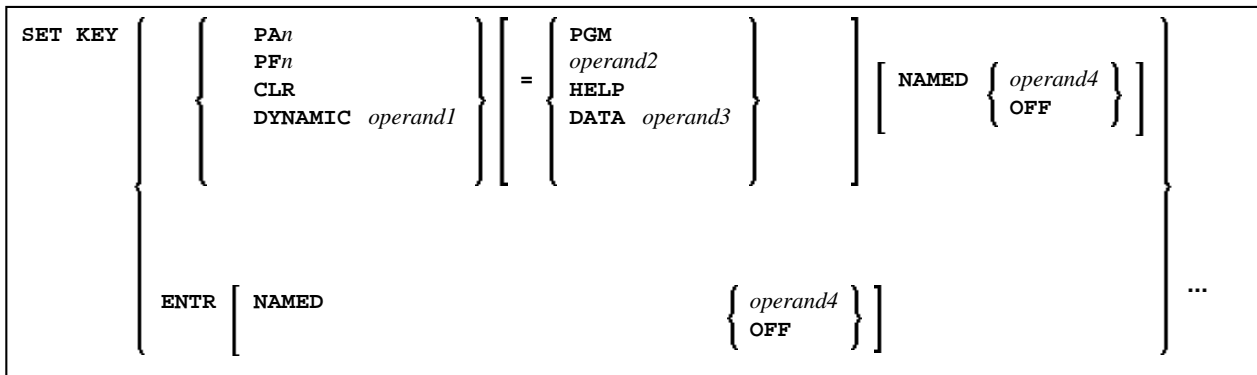 SET KEY PAn PGM
PFn = operand2 NAMED operand4
CLR HELP OFF
DYNAMIC operand1 DATA operand3
ENTR NAMED operand4 ...
OFF